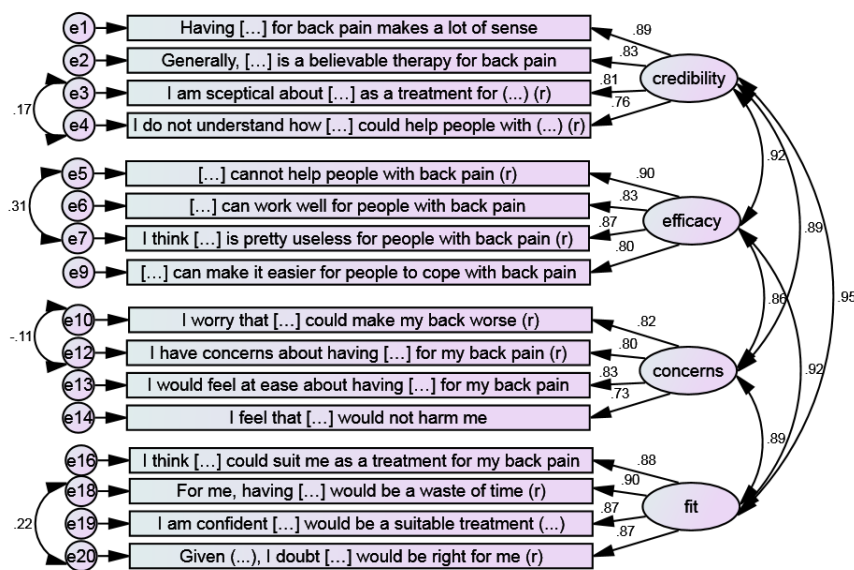 e1 Having [...] for back pain makes a lot of sense .89
e2 Generally, [...] is a believable therapy for back pain .83
credibility
e3 I am sceptical about [...] as a treatment for (...) (r) .81
.17
e4 I do not understand how [...] could help people with (...) (r) .76
.92
e5 [...] cannot help people with back pain (r) .90
e6 [...] can work well for people with back pain .83
.31
efficacy
e7 I think [...] is pretty useless for people with back pain (r) .87
.89
e9 [...] can make it easier for people to cope with back pain .80
.86
.95
e10 I worry that [...] could make my back worse (r) .82
-.11
e12 I have concerns about having [...] for my back pain (r) .80
concerns
.92
e13 I would feel at ease about having [...] for my back pain .83
e14 I feel that [...] would not harm me .73
.89
e16 I think [...] could suit me as a treatment for my back pain .88
e18 For me, having [...] would be a waste of time (r) .90
fit
.22
e19 I am confident [...] would be a suitable treatment (...) .87
e20 Given (...), I doubt [...] would be right for me (r) .87